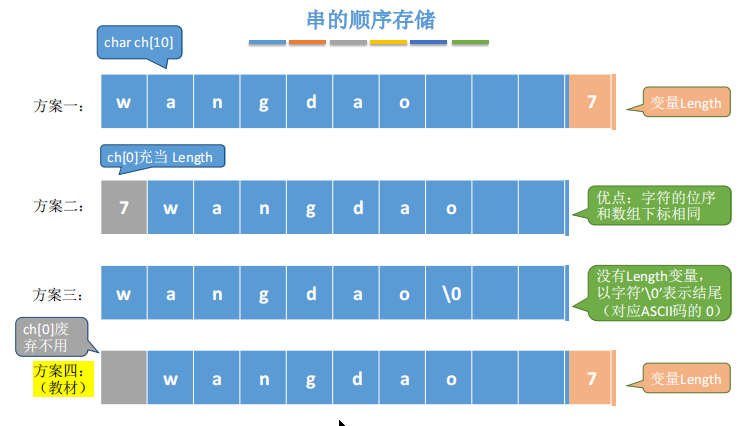 串的顺序存储
char ch[10]
方案一：
w a n g d a o 7
变量Length
ch[0]充当 Length
方案二：
7 w a n g d a o
优点：字符的位序
和数组下标相同
方案三：
w a n g d a o \0
没有Length变量，
以字符'\0'表示结尾
（对应ASCII码的 0）
ch[0]废
弃不用
方案四：
（教材）
w a n g d a o 7
变量Length